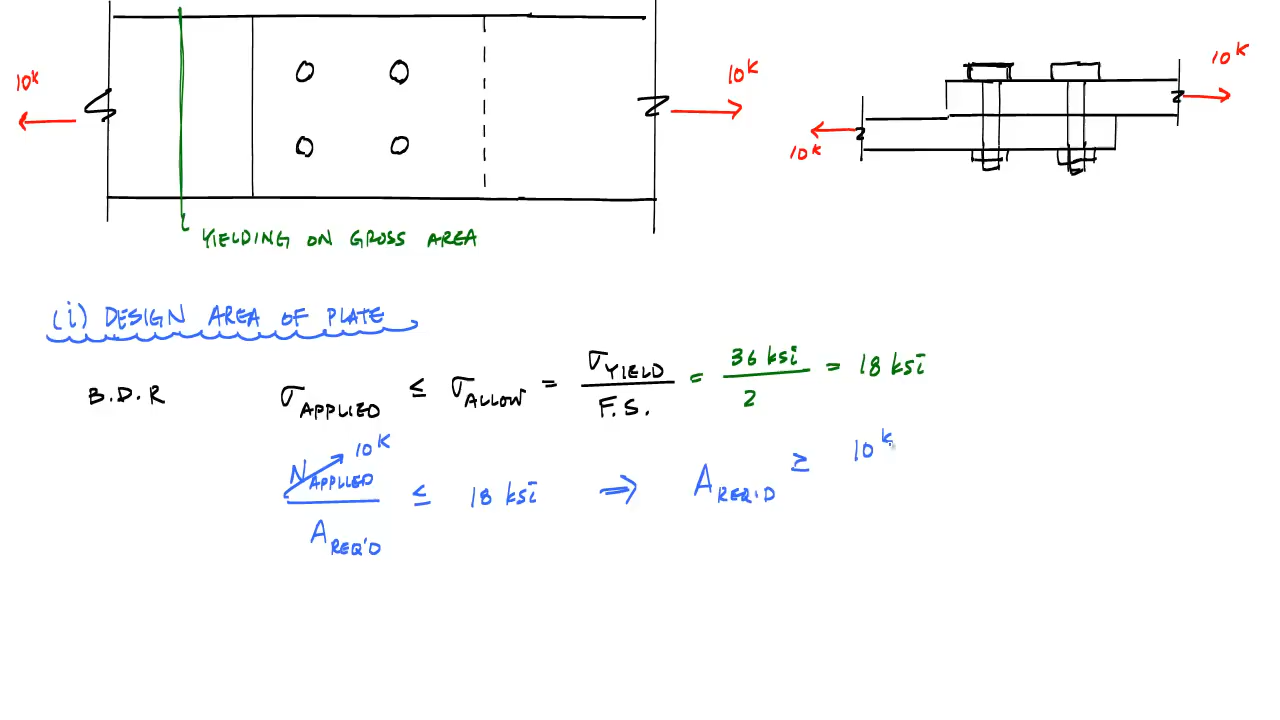 10K
10K
10K
10K
YIELDING ON GROSS AREA
(i) DESIGN AREA OF PLATE
B.D.R σAPPLIED ≤ σALLOW = σYIELD / F.S. = 36 ksi / 2 = 18 ksi
NAPPLIED 10K / AREQ'D ≤ 18 ksi ⇒ AREQ'D ≥ 10K